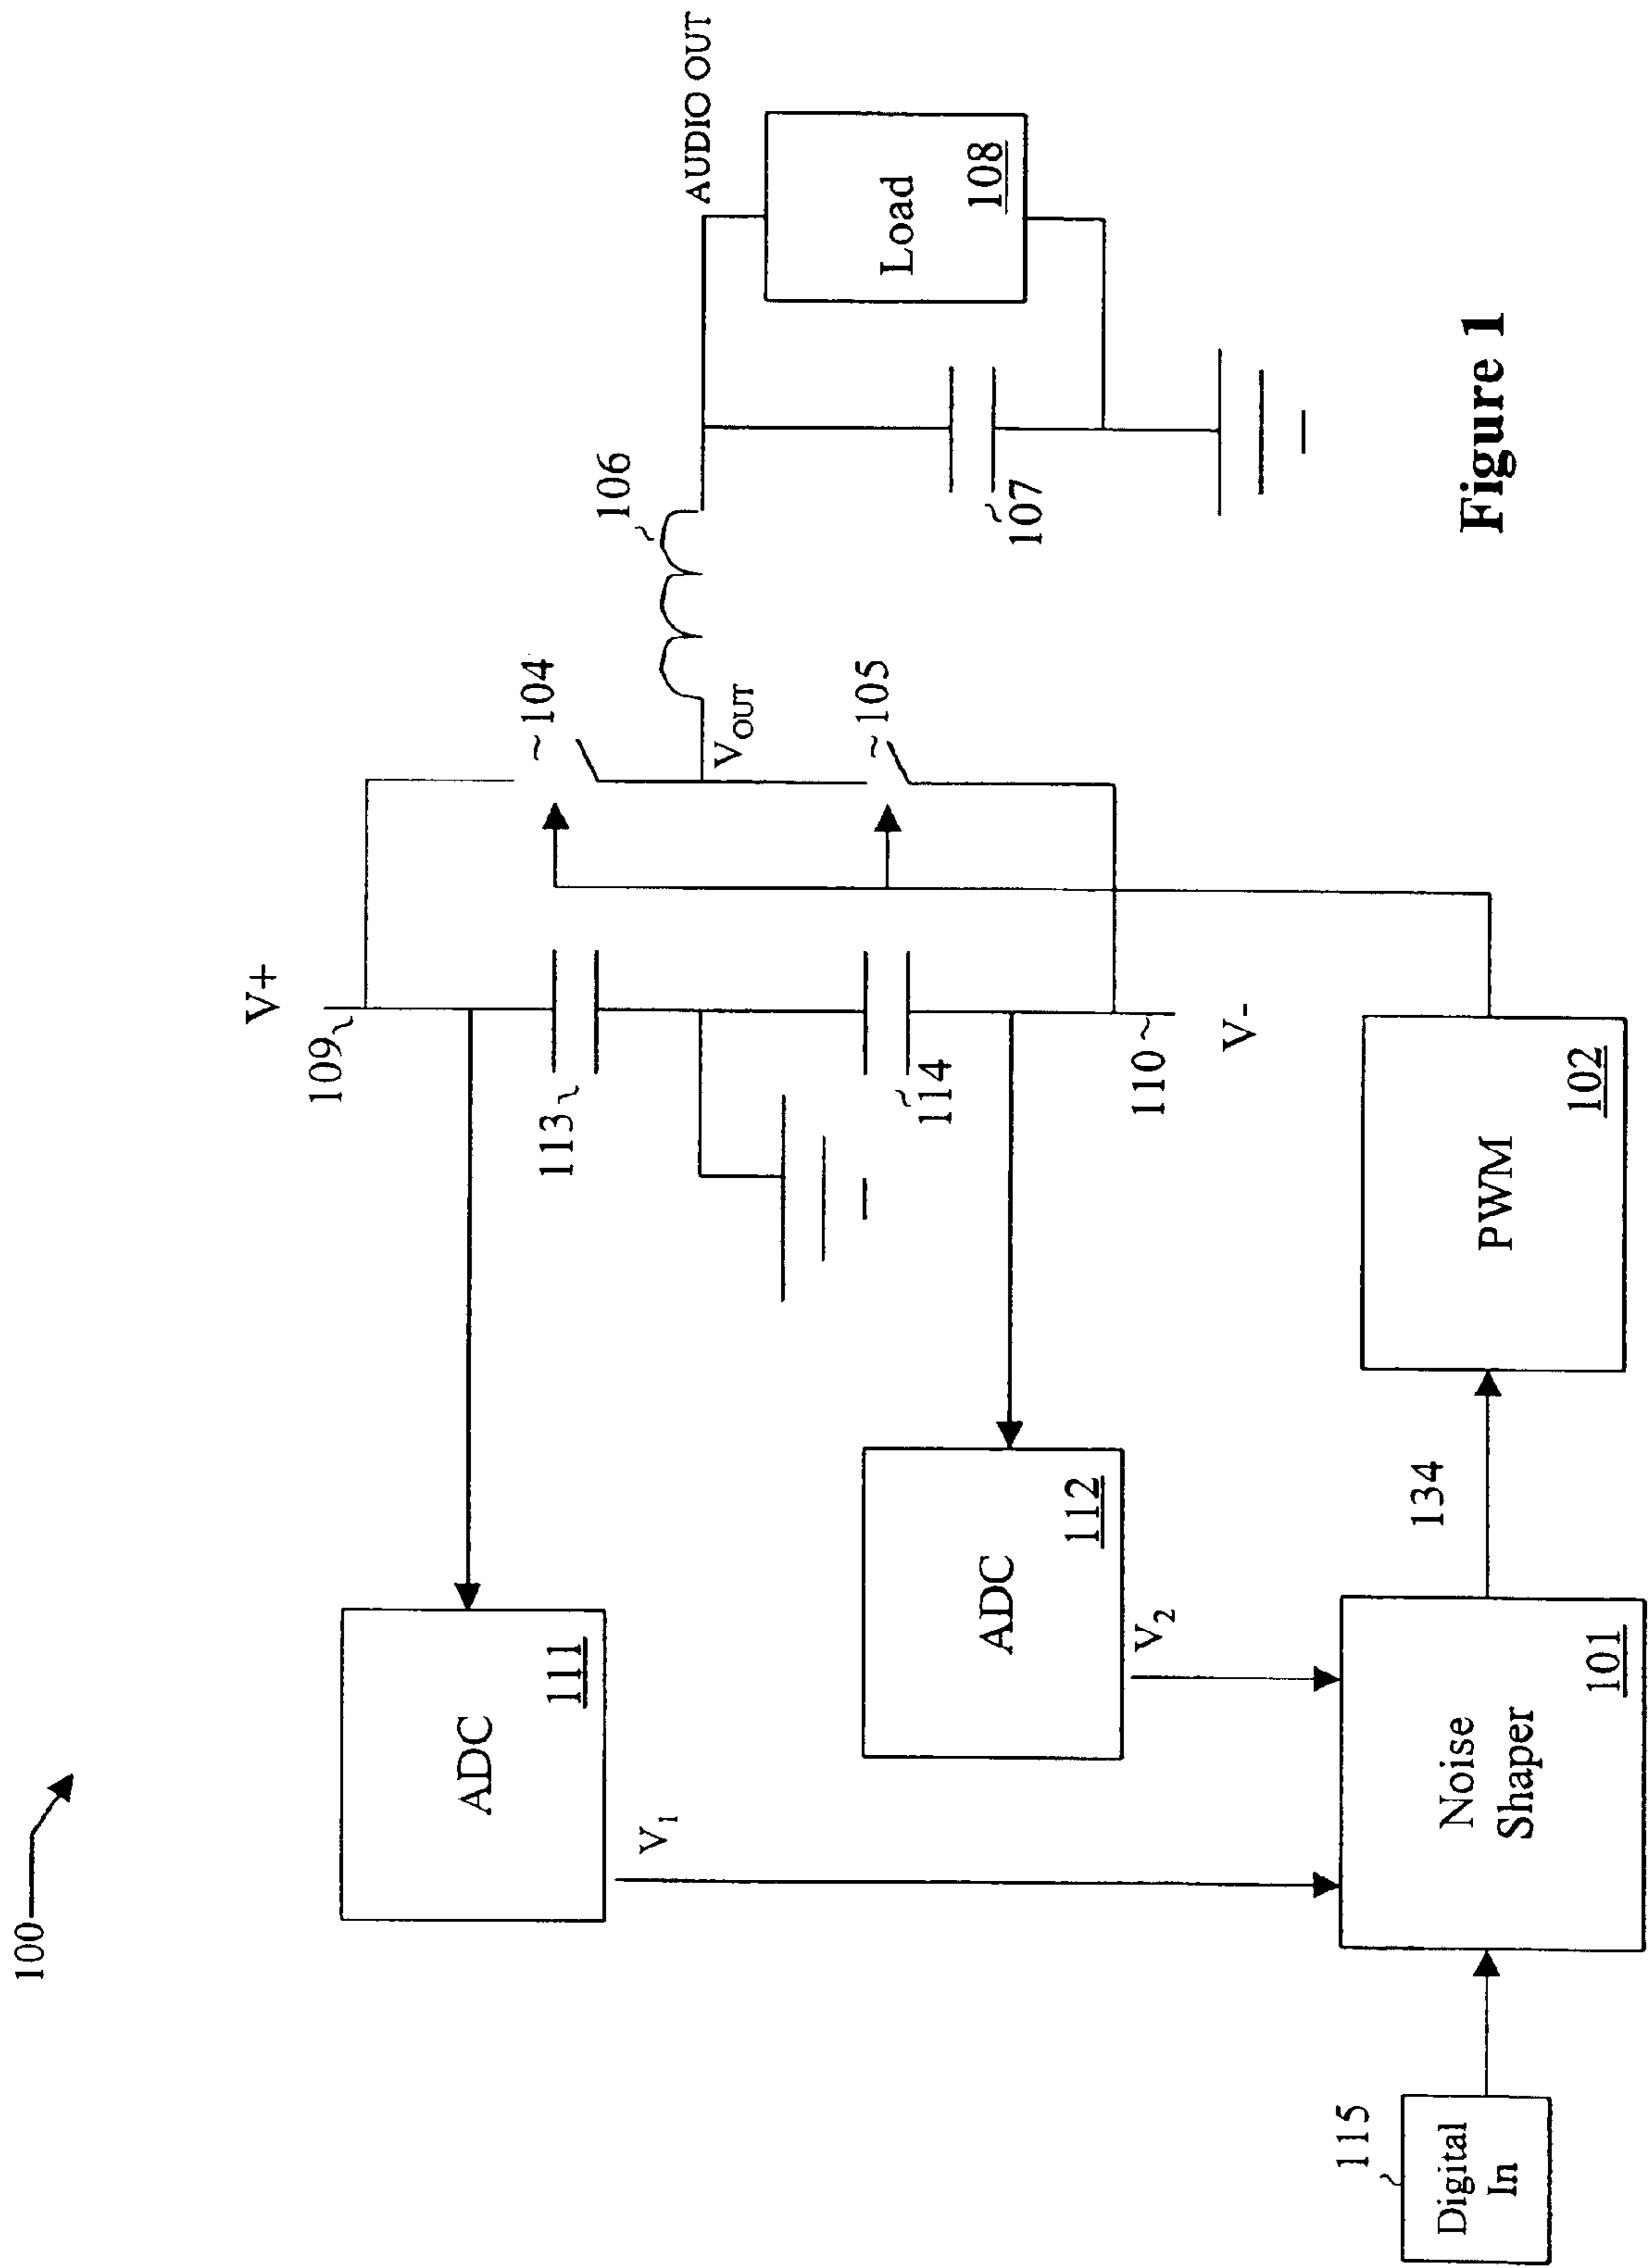 100
V+
109
ADC
111
V1
113
104
106
AUDIO OUT
VOUT
Load
108
107
114
105
ADC
112
V2
110
V-
115
Digital
In
Noise
Shaper
101
134
PWM
102
Figure 1